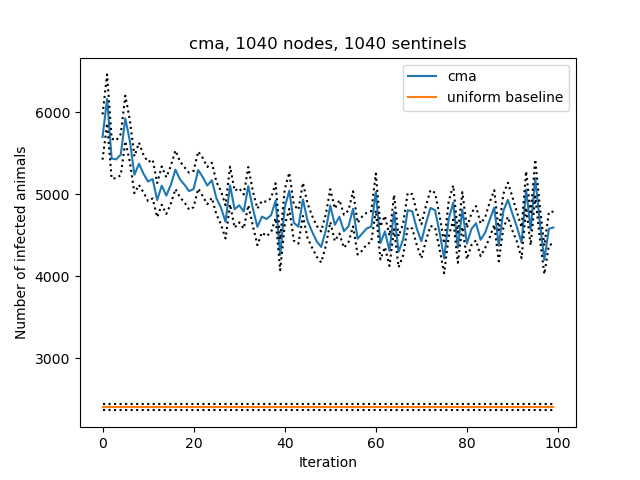 cma, 1040 nodes, 1040 sentinels
cma
uniform baseline
Number of infected animals
6000
5000
4000
3000
0 20 40 60 80 100
Iteration